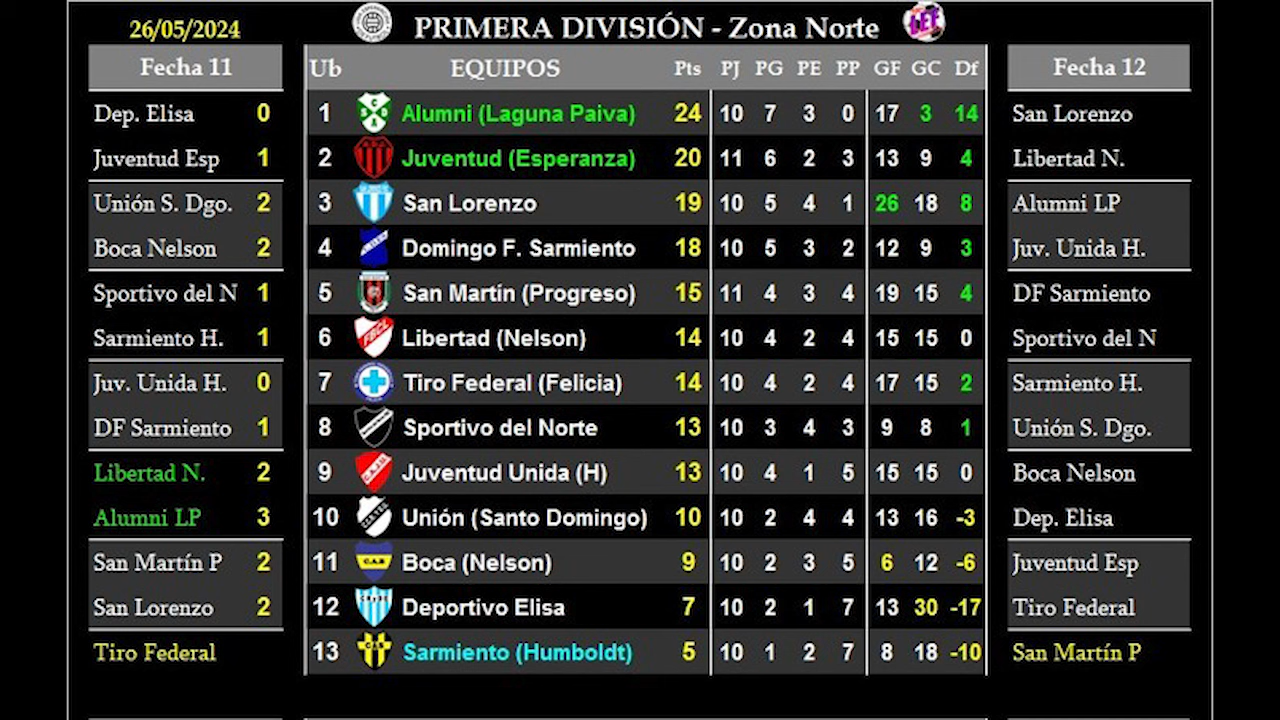 26/05/2024 PRIMERA DIVISIÓN - Zona Norte LEF
Fecha 11 Ub EQUIPOS Pts PJ PG PE PP GF GC Df Fecha 12
Dep. Elisa 0 1 Alumni (Laguna Paiva) 24 10 7 3 0 17 3 14 San Lorenzo
Juventud Esp 1 2 Juventud (Esperanza) 20 11 6 2 3 13 9 4 Libertad N.
Unión S. Dgo. 2 3 San Lorenzo 19 10 5 4 1 26 18 8 Alumni LP
Boca Nelson 2 4 Domingo F. Sarmiento 18 10 5 3 2 12 9 3 Juv. Unida H.
Sportivo del N 1 5 San Martín (Progreso) 15 11 4 3 4 19 15 4 DF Sarmiento
Sarmiento H. 1 6 Libertad (Nelson) 14 10 4 2 4 15 15 0 Sportivo del N
Juv. Unida H. 0 7 Tiro Federal (Felicia) 14 10 4 2 4 17 15 2 Sarmiento H.
DF Sarmiento 1 8 Sportivo del Norte 13 10 3 4 3 9 8 1 Unión S. Dgo.
Libertad N. 2 9 Juventud Unida (H) 13 10 4 1 5 15 15 0 Boca Nelson
Alumni LP 3 10 Unión (Santo Domingo) 10 10 2 4 4 13 16 -3 Dep. Elisa
San Martín P 2 11 Boca (Nelson) 9 10 2 3 5 6 12 -6 Juventud Esp
San Lorenzo 2 12 Deportivo Elisa 7 10 2 1 7 13 30 -17 Tiro Federal
Tiro Federal 13 Sarmiento (Humboldt) 5 10 1 2 7 8 18 -10 San Martín P